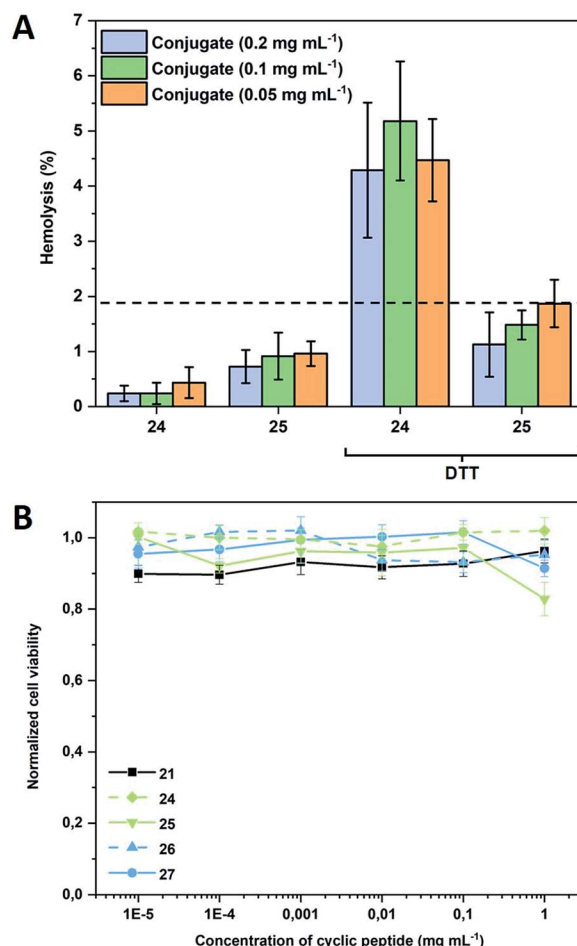 A
7
6
5
4
3
2
1
0
Hemolysis (%)
Conjugate (0.2 mg mL⁻¹)
Conjugate (0.1 mg mL⁻¹)
Conjugate (0.05 mg mL⁻¹)
24 25 24 25
DTT
B
1,0
0,8
0,6
0,4
0,2
0,0
Normalized cell viability
21
24
25
26
27
1E-5 1E-4 0,001 0,01 0,1 1
Concentration of cyclic peptide (mg mL⁻¹)